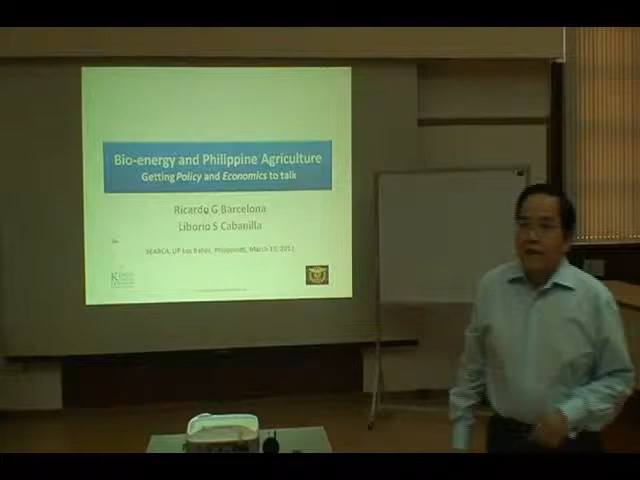 Bio-energy and Philippine Agriculture
Getting Policy and Economics to talk
Ricardo G Barcelona
Liborio S Cabanilla
SEARCA, UP Los Baños, Philippines, March 10, 2011